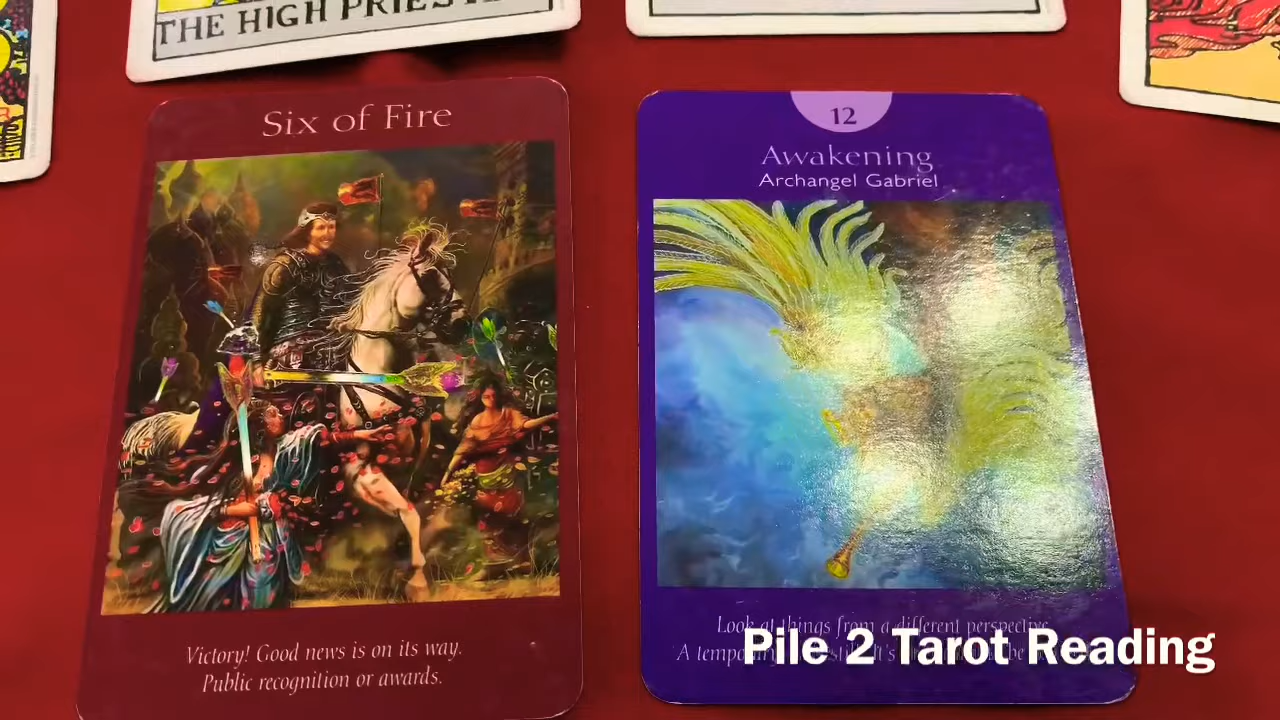 THE HIGH PRIEST
Six of Fire
12
Awakening
Archangel Gabriel
Look at things from a different perspective.
A
Victory! Good news is on its way.
Public recognition or awards.
Pile 2 Tarot Reading